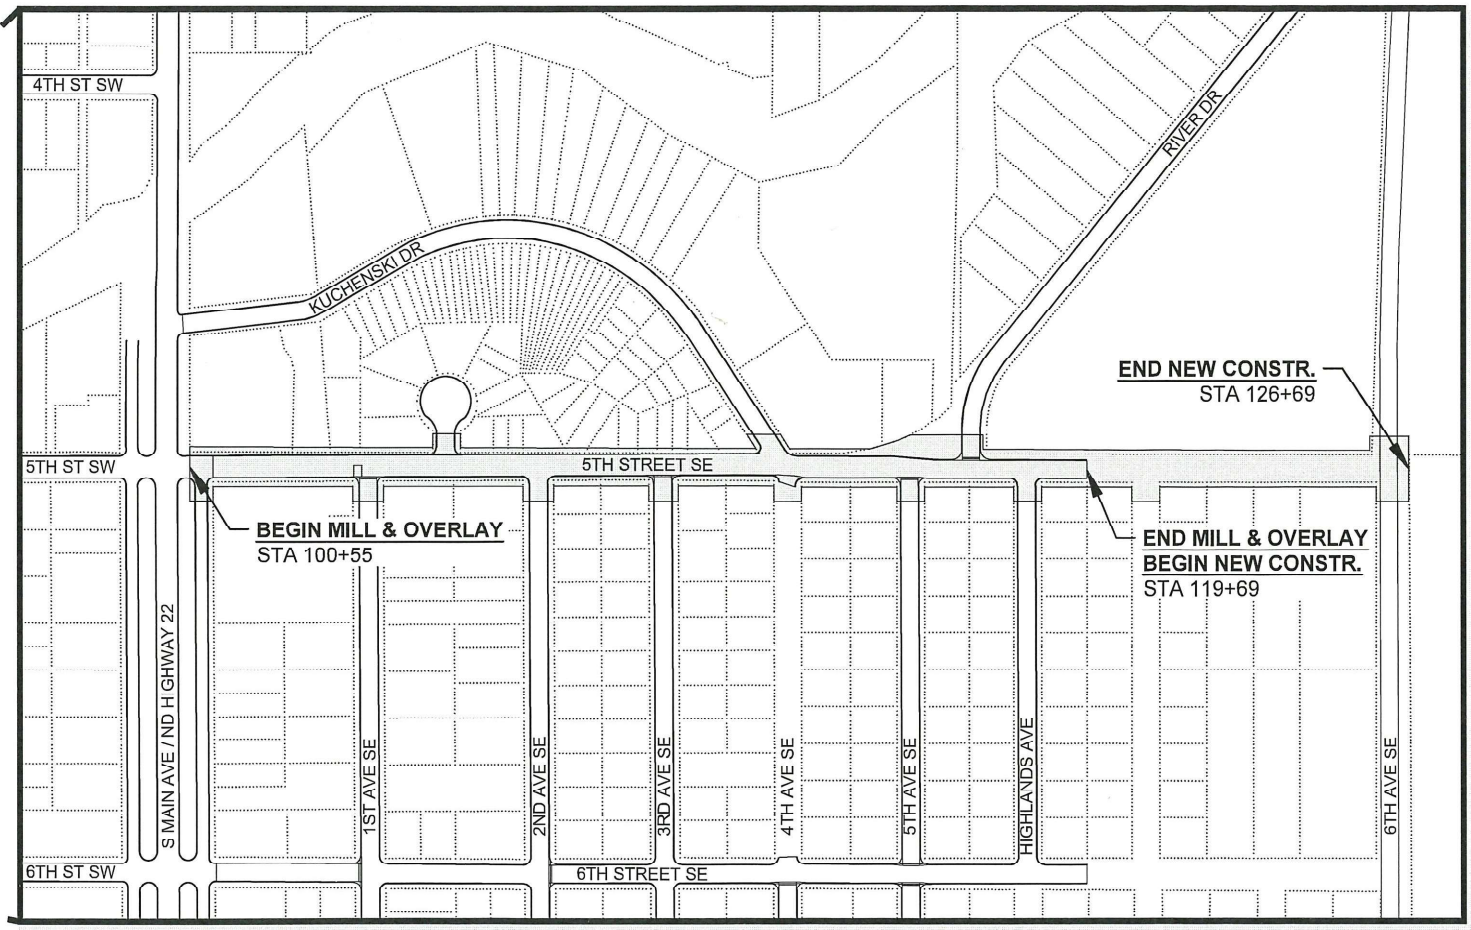 4TH ST SW
RIVER DR
KUCHENSKI DR
END NEW CONSTR.
STA 126+69
5TH ST SW
5TH STREET SE
BEGIN MILL & OVERLAY
STA 100+55
END MILL & OVERLAY
BEGIN NEW CONSTR.
STA 119+69
S MAIN AVE / ND HIGHWAY 22
1ST AVE SE
2ND AVE SE
3RD AVE SE
4TH AVE SE
5TH AVE SE
HIGHLANDS AVE
6TH AVE SE
6TH ST SW
6TH STREET SE